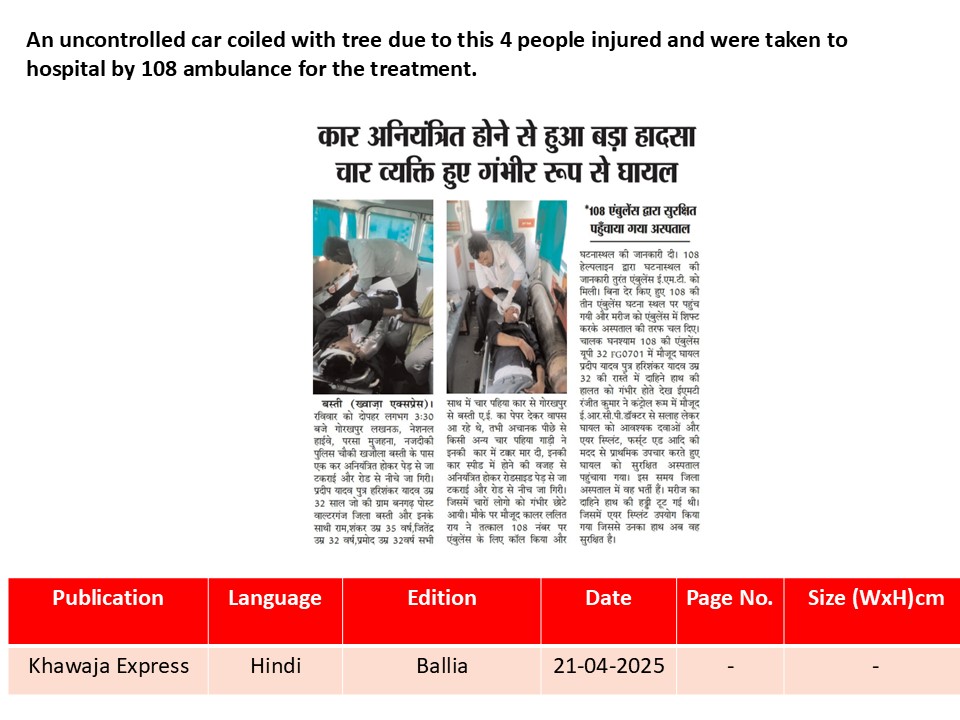 An uncontrolled car coiled with tree due to this 4 people injured and were taken to
hospital by 108 ambulance for the treatment.
कार अनियंत्रित होने से हुआ बड़ा हादसा
चार व्यक्ति हुए गंभीर रूप से घायल
बस्ती (ख्वाज़ा एक्सप्रेस)।
रविवार को दोपहर लगभग 3:30
बजे गोरखपुर लखनऊ, नेशनल
हाईवे, परसा मुजहना, नजदीकी
पुलिस चौकी खजौला बस्ती के पास
एक कर अनियंत्रित होकर पेड़ से जा
टकराई और रोड से नीचे जा गिरी।
प्रदीप यादव पुत्र हरिशंकर यादव उम्र
32 साल जो की ग्राम बनगढ़ पोस्ट
वाल्टरगंज जिला बस्ती और इनके
साथी राम,शंकर उम्र 35 वर्ष,जितेंद्र
उम्र 32 वर्ष,प्रमोद उम्र 32वर्ष सभी
साथ में चार पहिया कार से गोरखपुर
से बस्ती ए.ई. का पेपर देकर वापस
आ रहे थे, तभी अचानक पीछे से
किसी अन्य चार पहिया गाड़ी ने
इनकी कार में टक्कर मार दी, इनकी
कार स्पीड में होने की वजह से
अनियंत्रित होकर रोडसाइड पेड़ से जा
टकराई और रोड से नीच जा गिरी।
जिसमें चारों लोगो को गंभीर छोटे
आयी। मौके पर मौजूद कालर ललित
राय ने तत्काल 108 नंबर पर
एंबुलेंस के लिए कॉल किया और
*108 एंबुलेंस द्वारा सुरक्षित
पहुँचाया गया अस्पताल
घटनास्थल की जानकारी दी। 108
हेल्पलाइन द्वारा घटनास्थल की
जानकारी तुरंत एंबुलेंस ई.एम.टी. को
मिली। बिना देर किए हुए 108 की
तीन एंबुलेंस घटना स्थल पर पहुंच
गयी और मरीज को एंबुलेंस में शिफ्ट
करके अस्पताल की तरफ चल दिए।
चालक घनश्याम 108 की एंबुलेंस
यूपी 32 FG0701 में मौजूद घायल
प्रदीप यादव पुत्र हरिशंकर यादव उम्र
32 की रास्ते में दाहिने हाथ की
हालत को गंभीर होते देख ईएमटी
रंजीत कुमार ने कंट्रोल रूम में मौजूद
ई.आर.सी.पी.डॉक्टर से सलाह लेकर
घायल को आवश्यक दवाओं और
एयर स्प्लिंट, फर्स्ट एड आदि की
मदद से प्राथमिक उपचार करते हुए
घायल को सुरक्षित अस्पताल
पहुंचाया गया। इस समय जिला
अस्पताल में वह भर्ती हैं। मरीज का
दाहिने हाथ की हड्डी टूट गई थी।
जिसमें एयर स्प्लिंट उपयोग किया
गया जिससे उनका हाथ अब वह
सुरक्षित है।
Publication Language Edition Date Page No. Size (WxH)cm
Khawaja Express Hindi Ballia 21-04-2025 - -